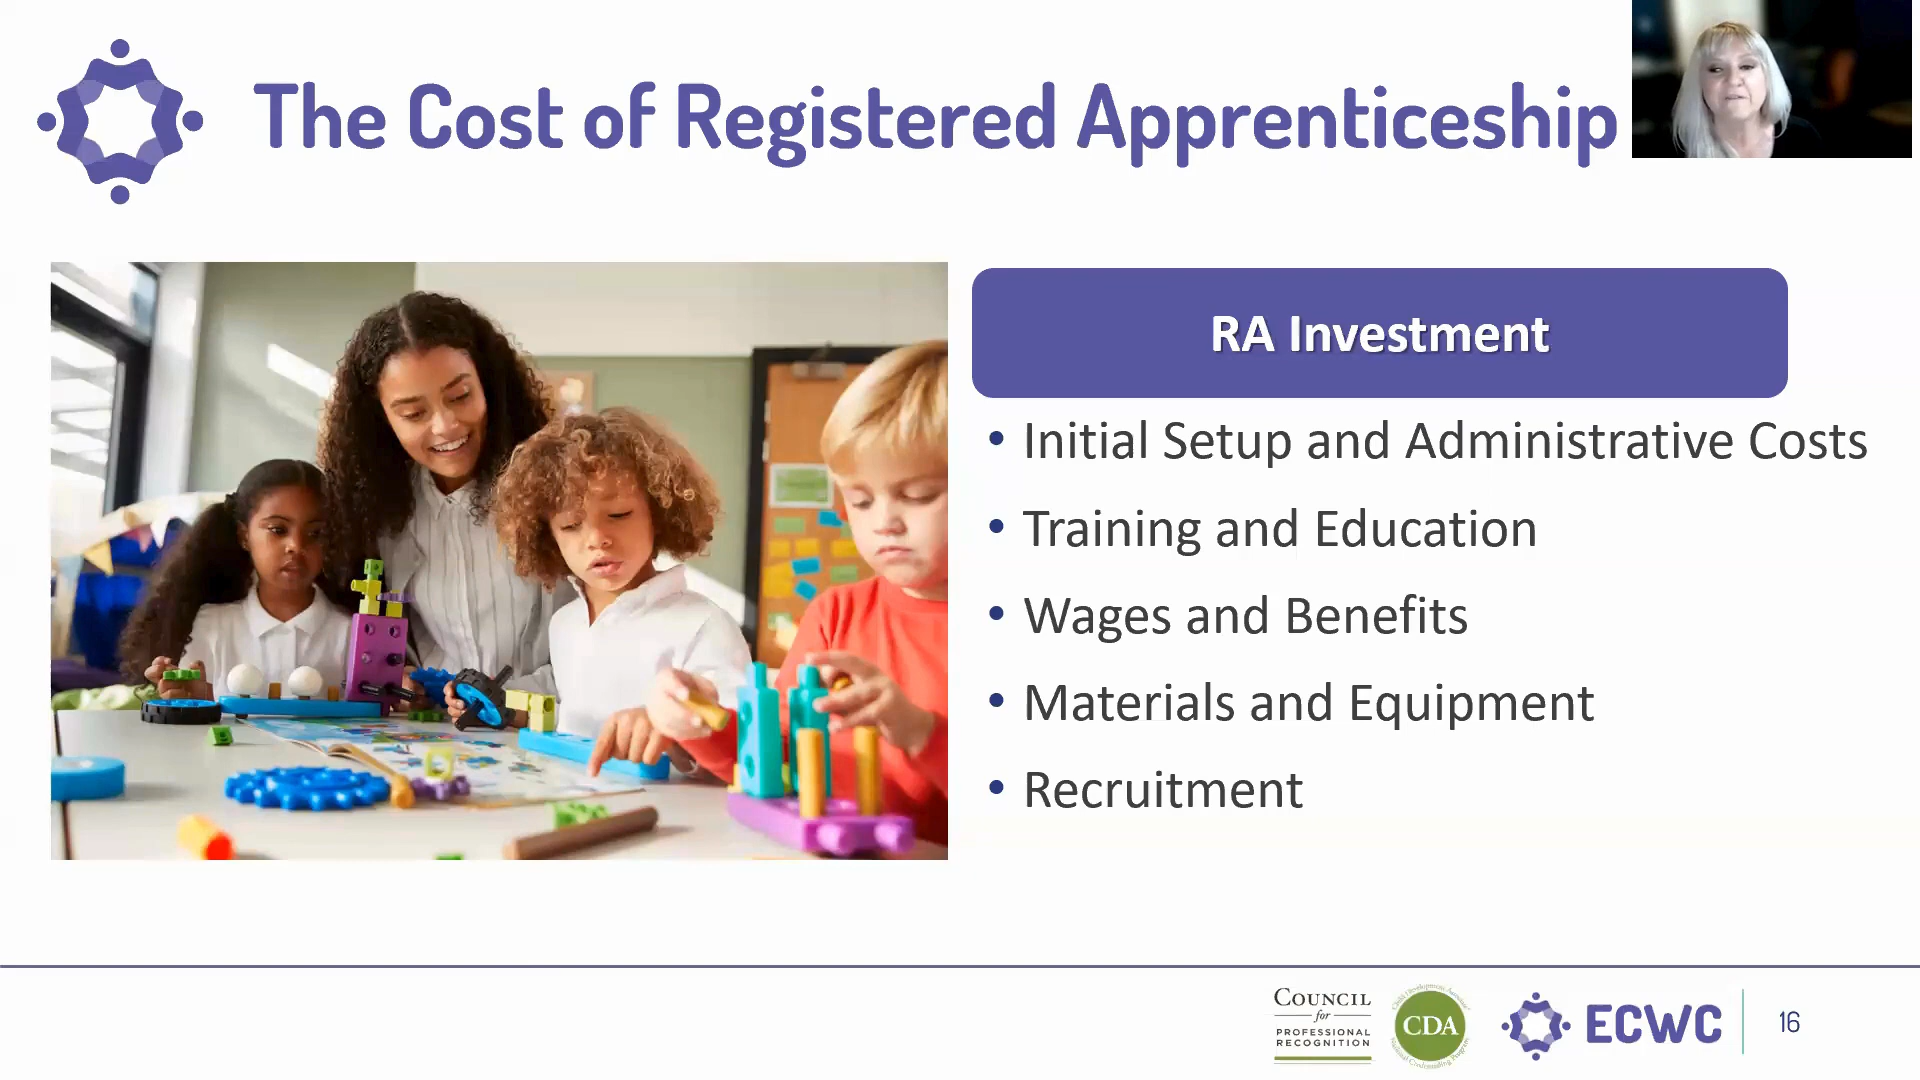 The Cost of Registered Apprenticeship
RA Investment
• Initial Setup and Administrative Costs
• Training and Education
• Wages and Benefits
• Materials and Equipment
• Recruitment
COUNCIL
for
PROFESSIONAL
RECOGNITION
CDA
ECWC
16